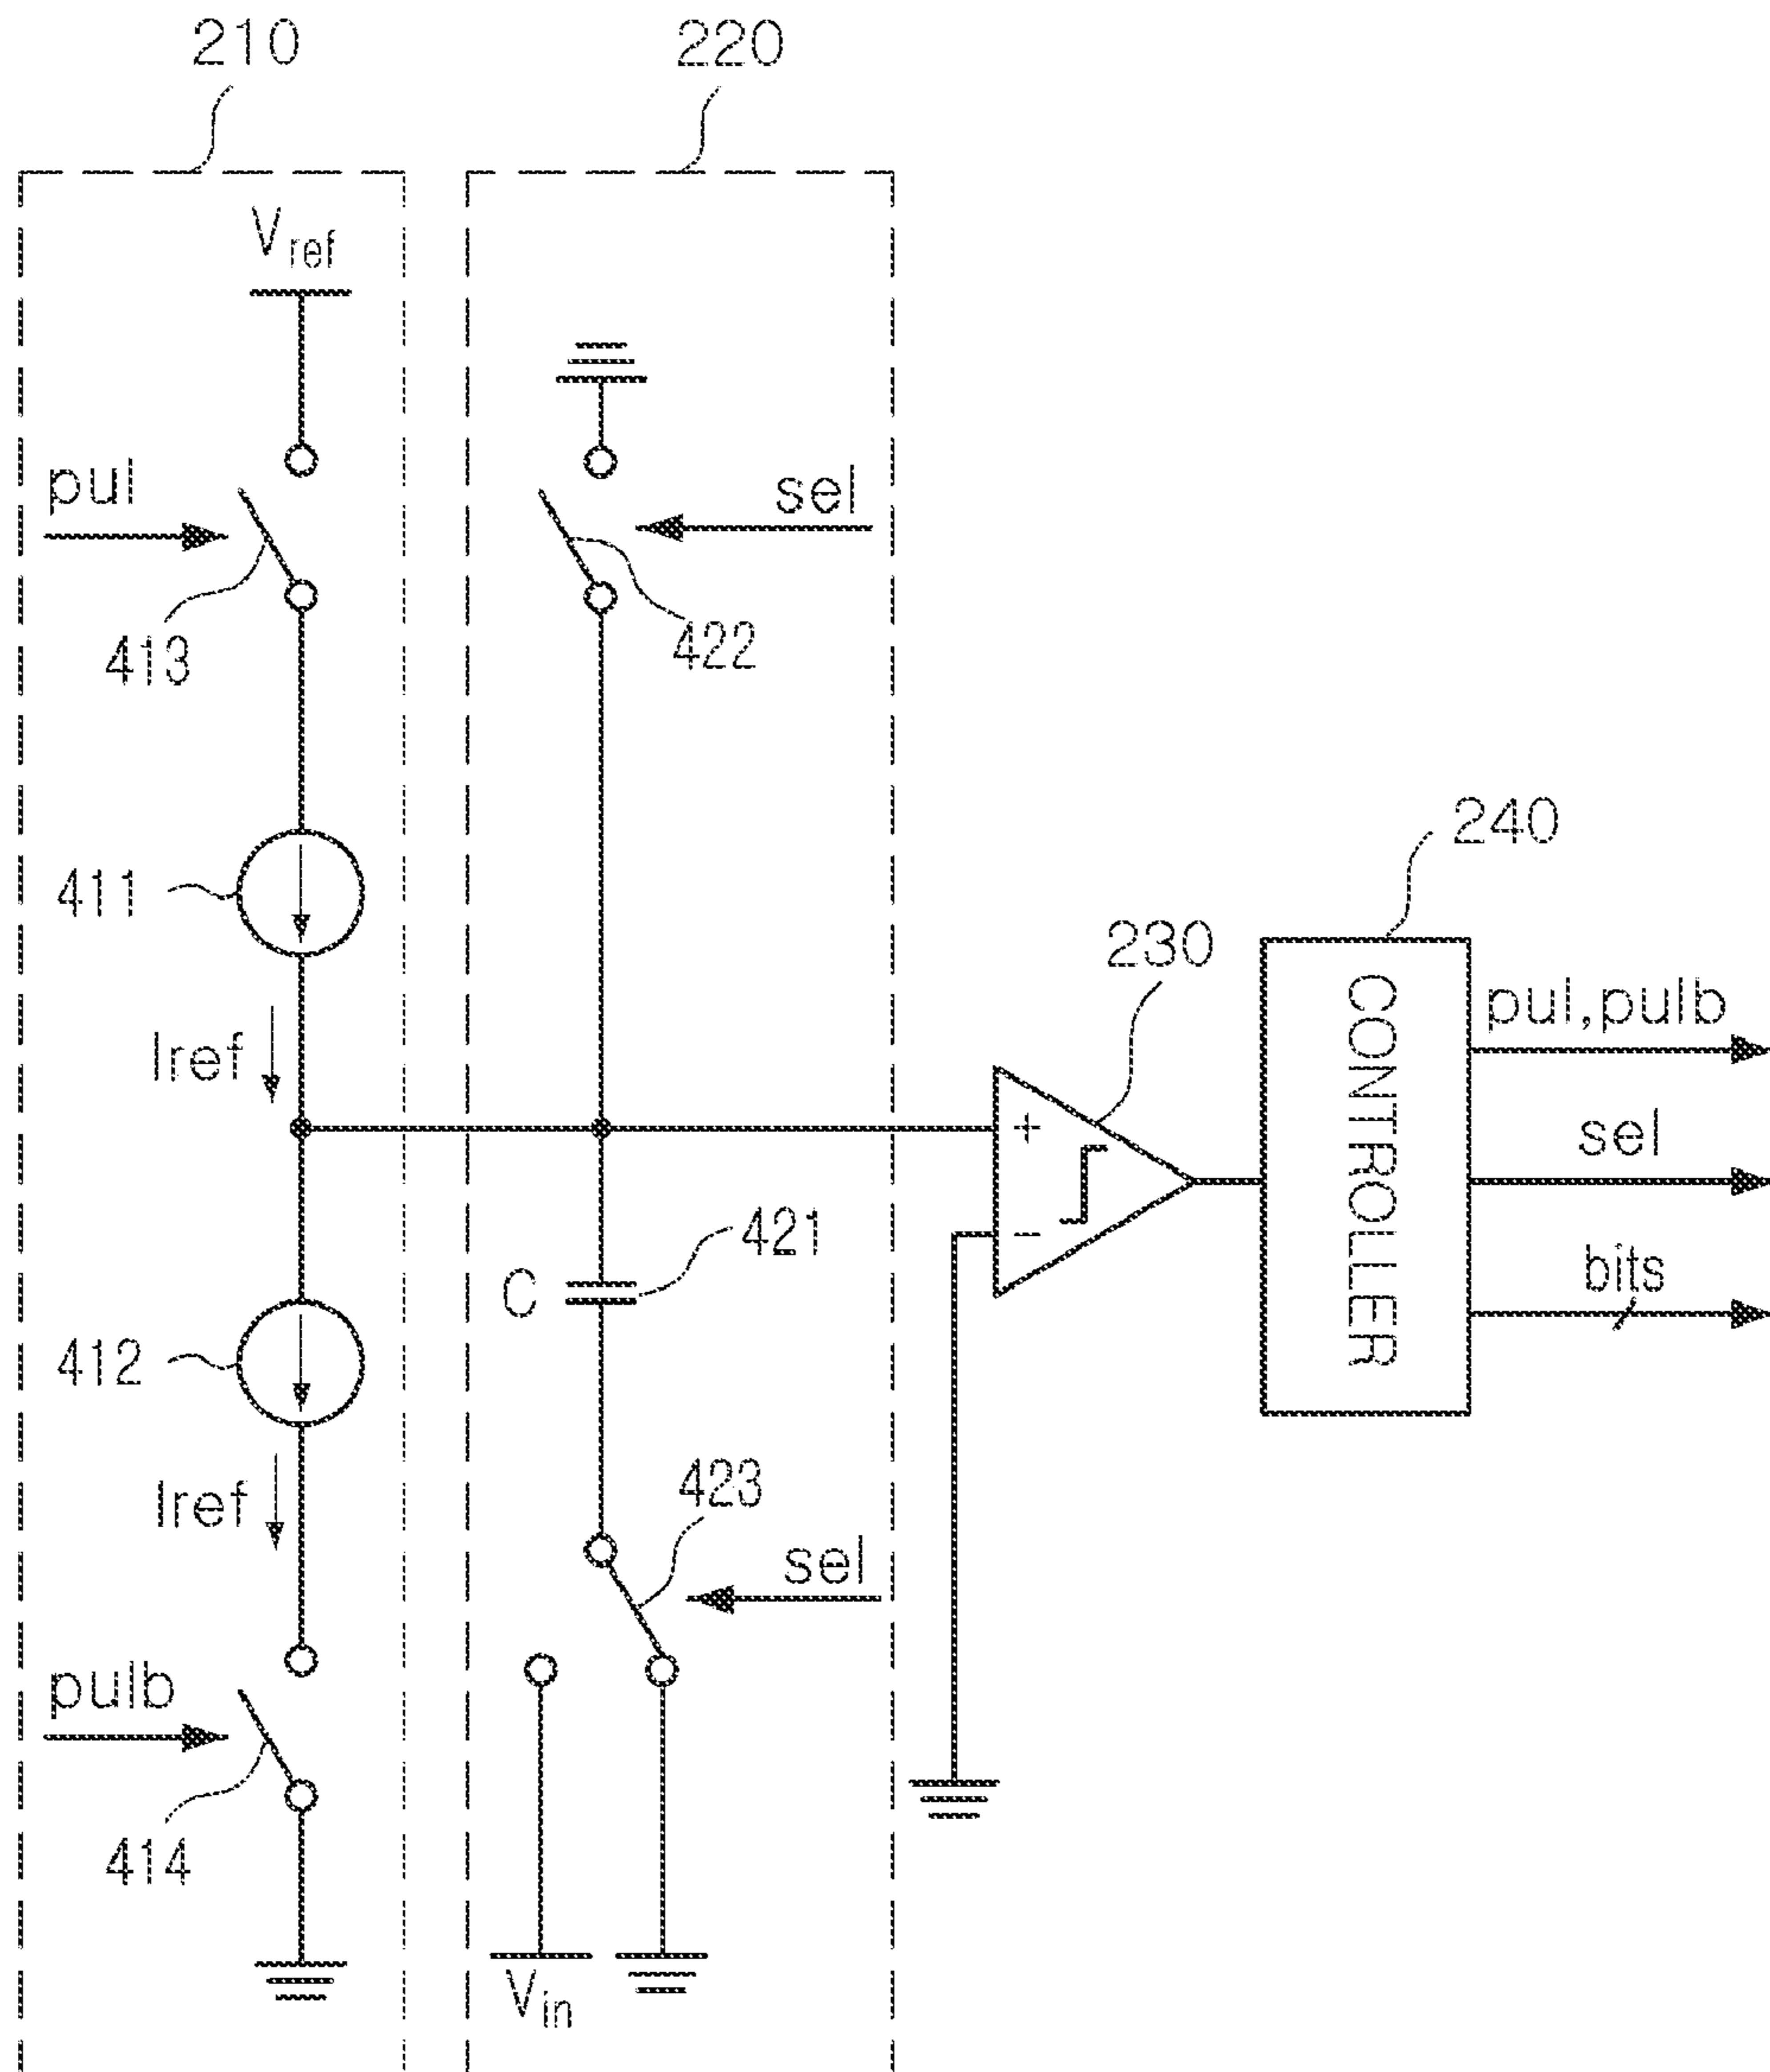 210
220
Vref
pul
sel
413
422
411
240
230
Iref
pul,pulb
+
CONTROLLER
sel
-
421
C
bits
412
423
Iref
sel
pulb
414
Vin